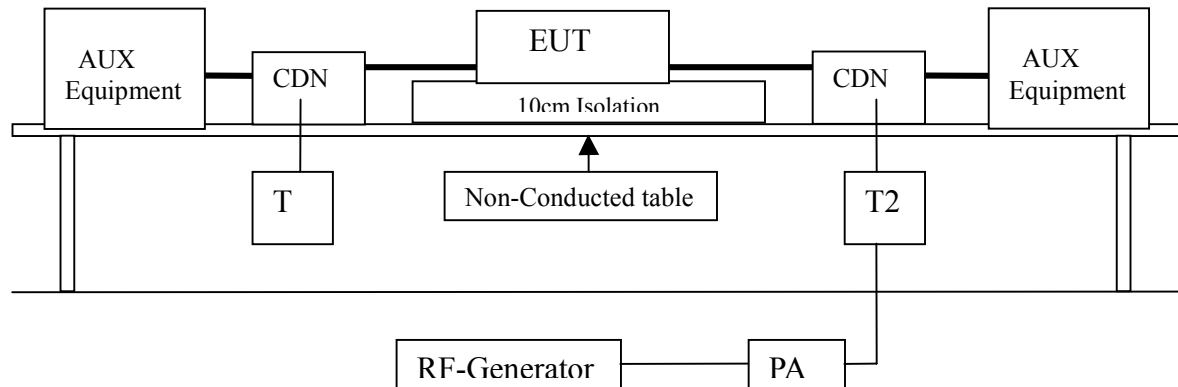 AUX
Equipment
CDN
EUT
10cm Isolation
CDN
AUX
Equipment
T
Non-Conducted table
T2
RF-Generator
PA